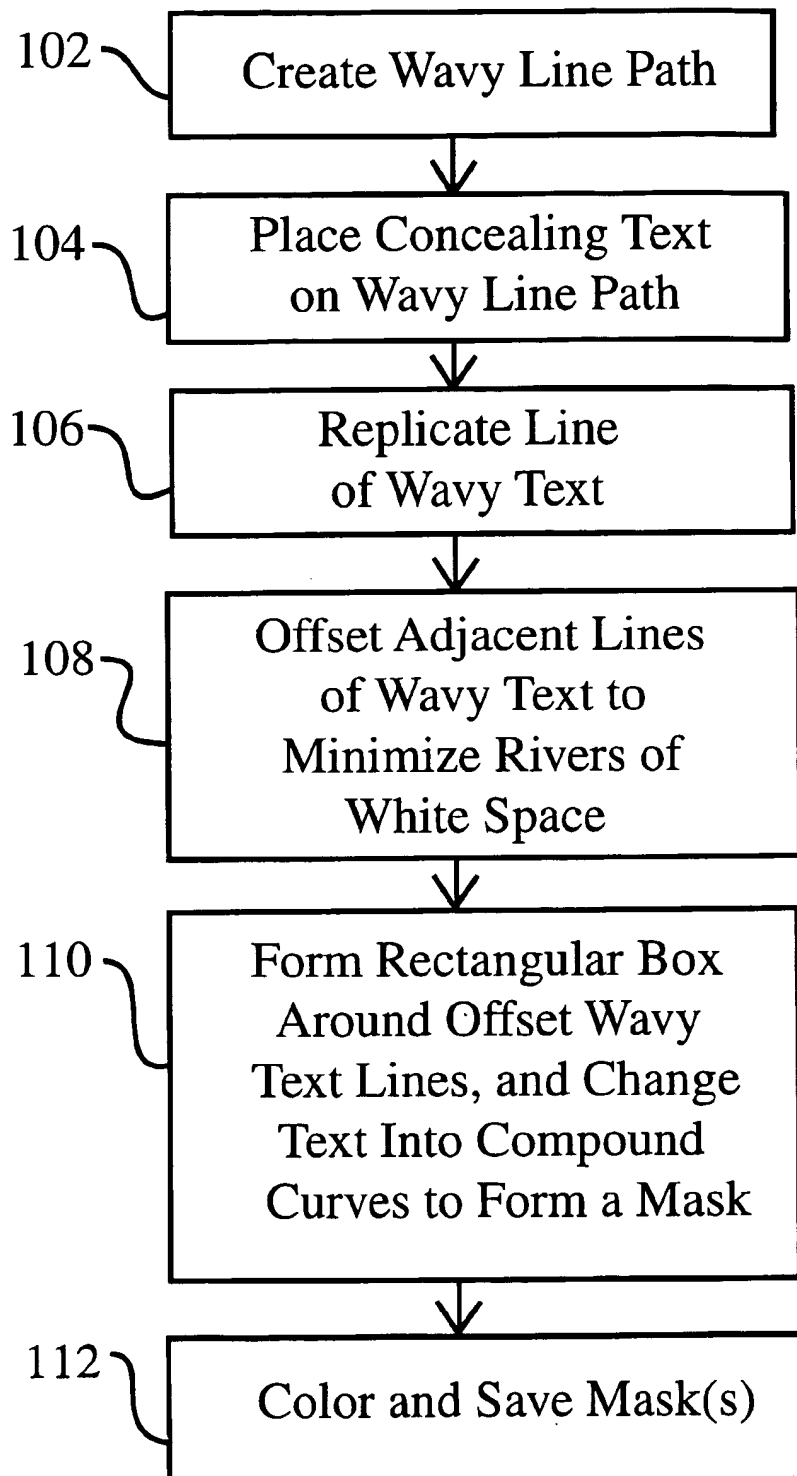 102
Create Wavy Line Path
104
Place Concealing Text
on Wavy Line Path
106
Replicate Line
of Wavy Text
108
Offset Adjacent Lines
of Wavy Text to
Minimize Rivers of
White Space
110
Form Rectangular Box
Around Offset Wavy
Text Lines, and Change
Text Into Compound
Curves to Form a Mask
112
Color and Save Mask(s)